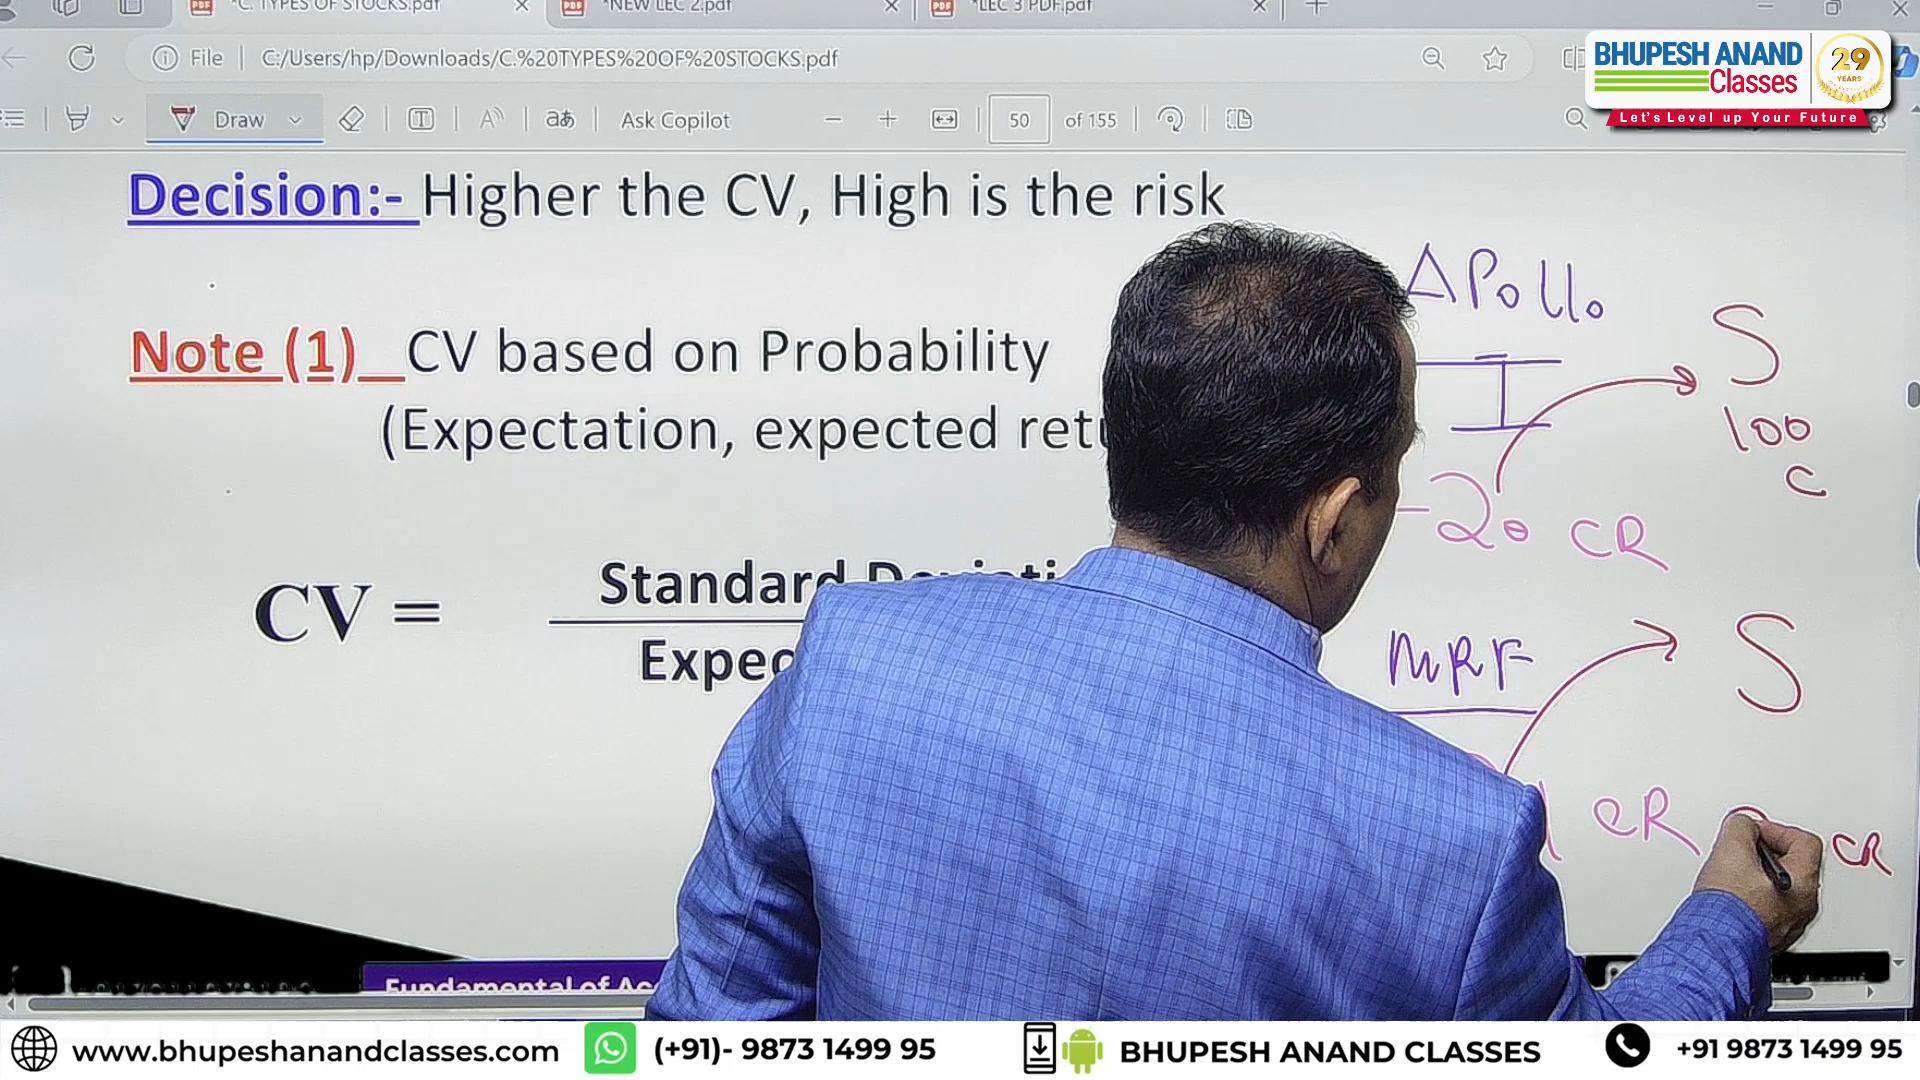 *C. TYPES OF STOCKS.pdf
*NEW LEC 2.pdf
*LEC 3 PDF.pdf
File C:/Users/hp/Downloads/C.%20TYPES%20OF%20STOCKS.pdf
Draw
Ask Copilot
50 of 155
BHUPESH ANAND
Classes
29
YEARS
Let's Level up Your Future
Decision:- Higher the CV, High is the risk
Note (1) CV based on Probability
(Expectation, expected
CV = Standard
APollo
S
100
C
-20 CR
MRF
S
CR
CR
www.bhupeshanandclasses.com
(+91)- 9873 1499 95
BHUPESH ANAND CLASSES
+91 9873 1499 95